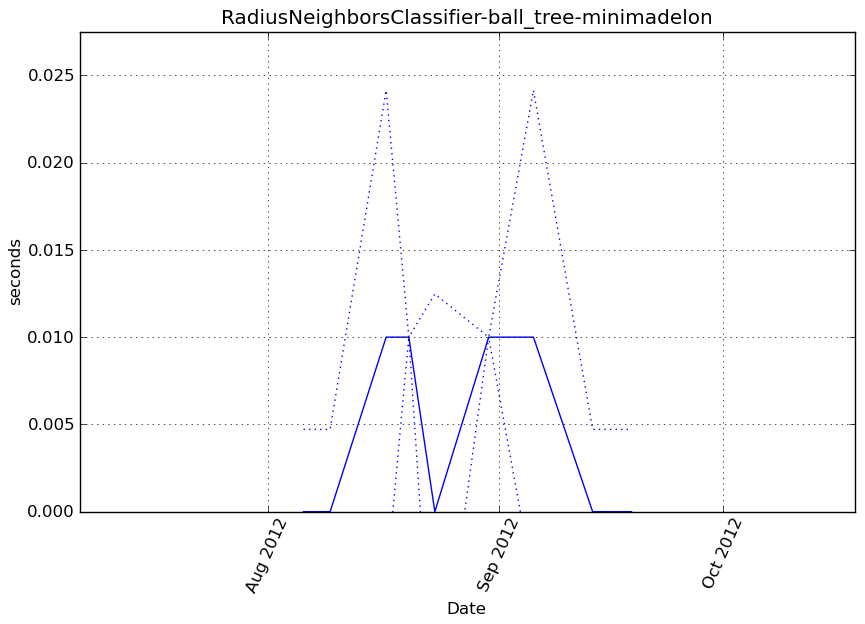 RadiusNeighborsClassifier-ball_tree-minimadelon
0.025
0.020
0.015
0.010
0.005
0.000
seconds
Aug 2012
Sep 2012
Oct 2012
Date